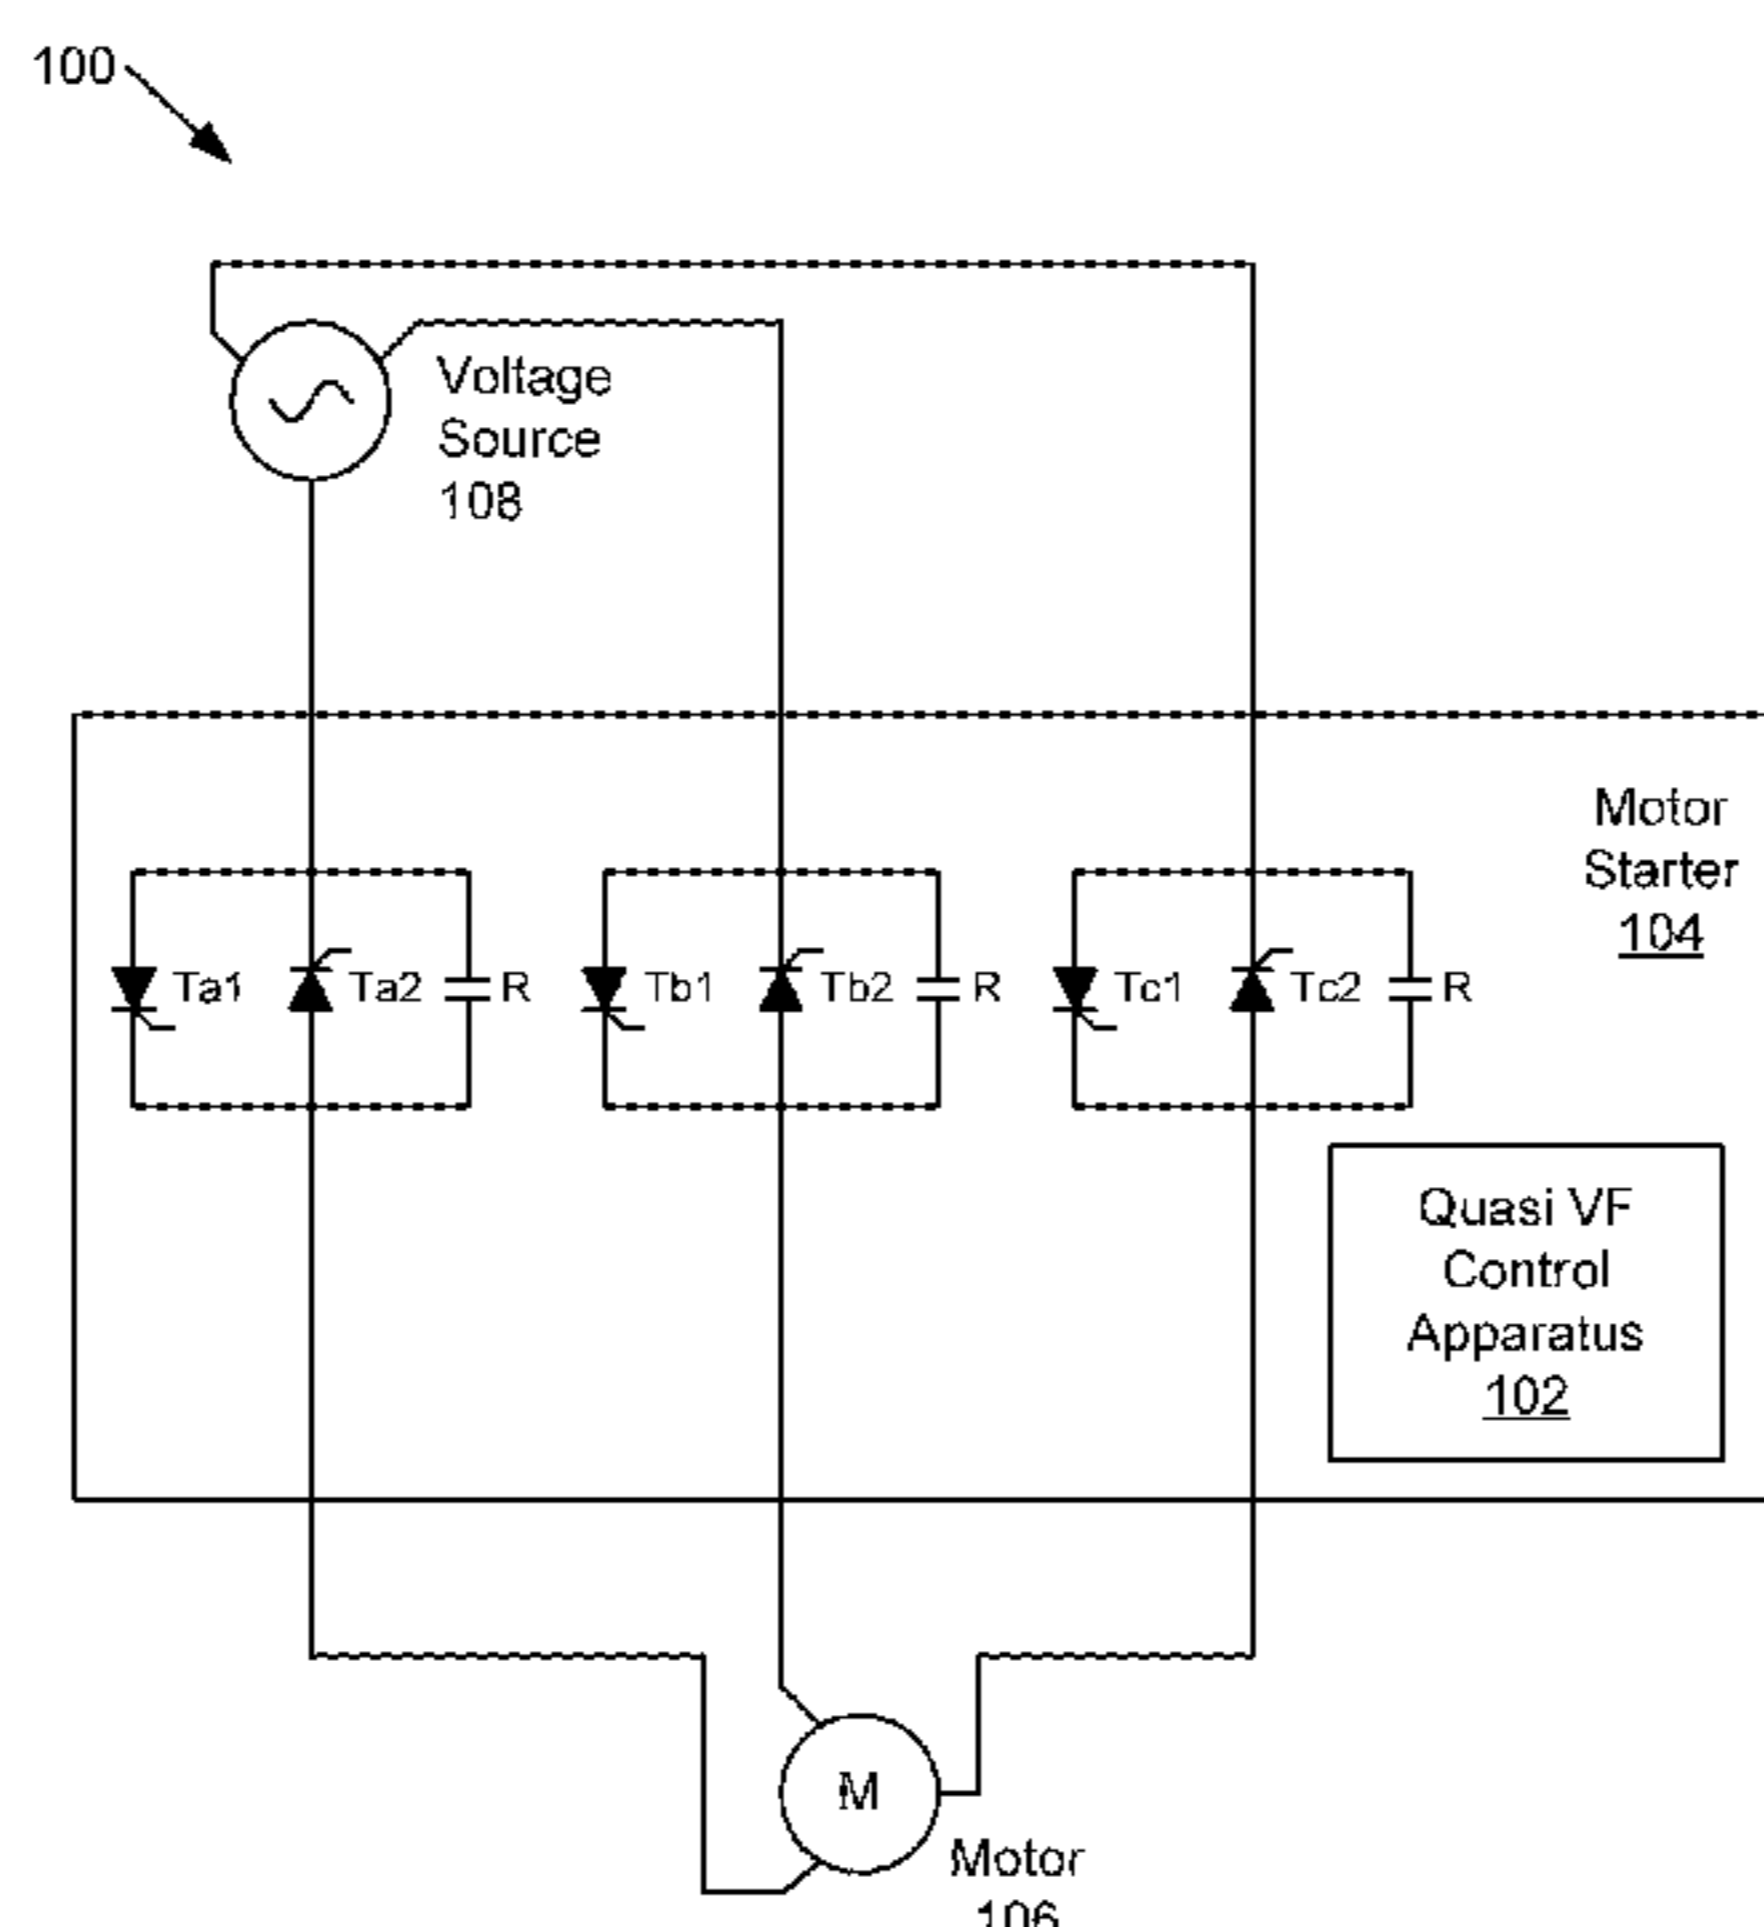 100
Voltage
Source
108
Motor
Starter
104
Ta1
Ta2
R
Tb1
Tb2
R
Tc1
Tc2
R
Quasi VF
Control
Apparatus
102
M
Motor
106